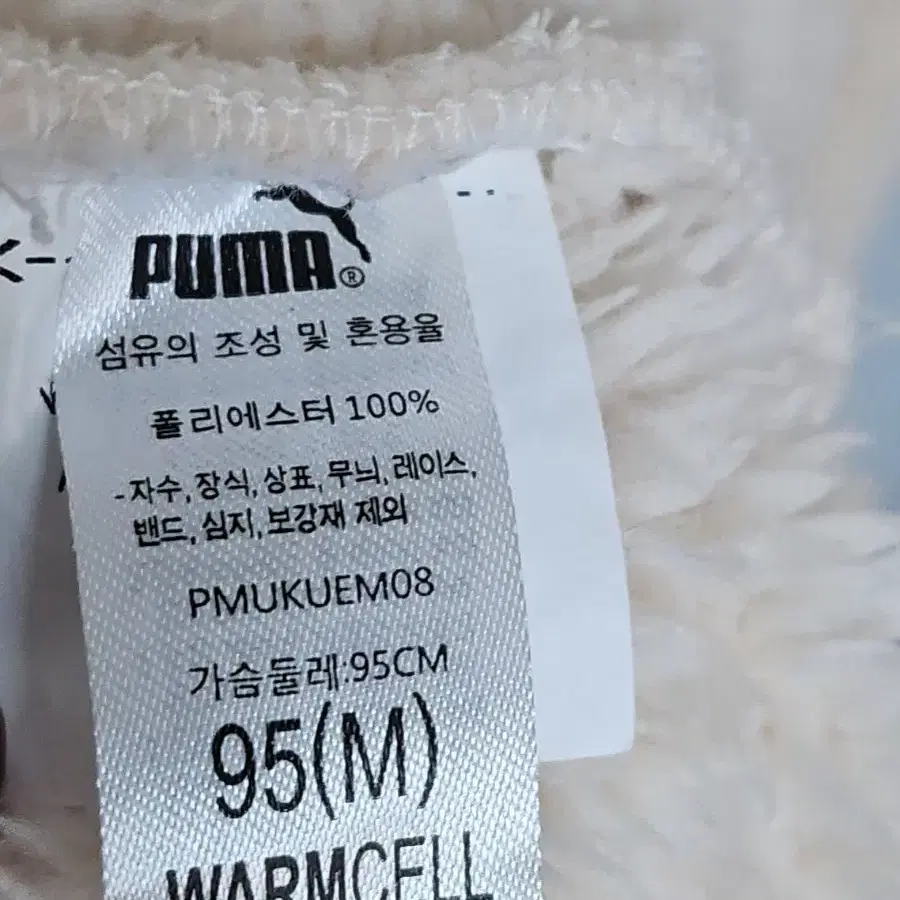 PUMA®
섬유의 조성 및 혼용율
폴리에스터 100%
-자수, 장식, 상표, 무늬, 레이스,
밴드, 심지, 보강재 제외
PMUKUEM08
가슴둘레:95CM
95(M)
WARMCELL